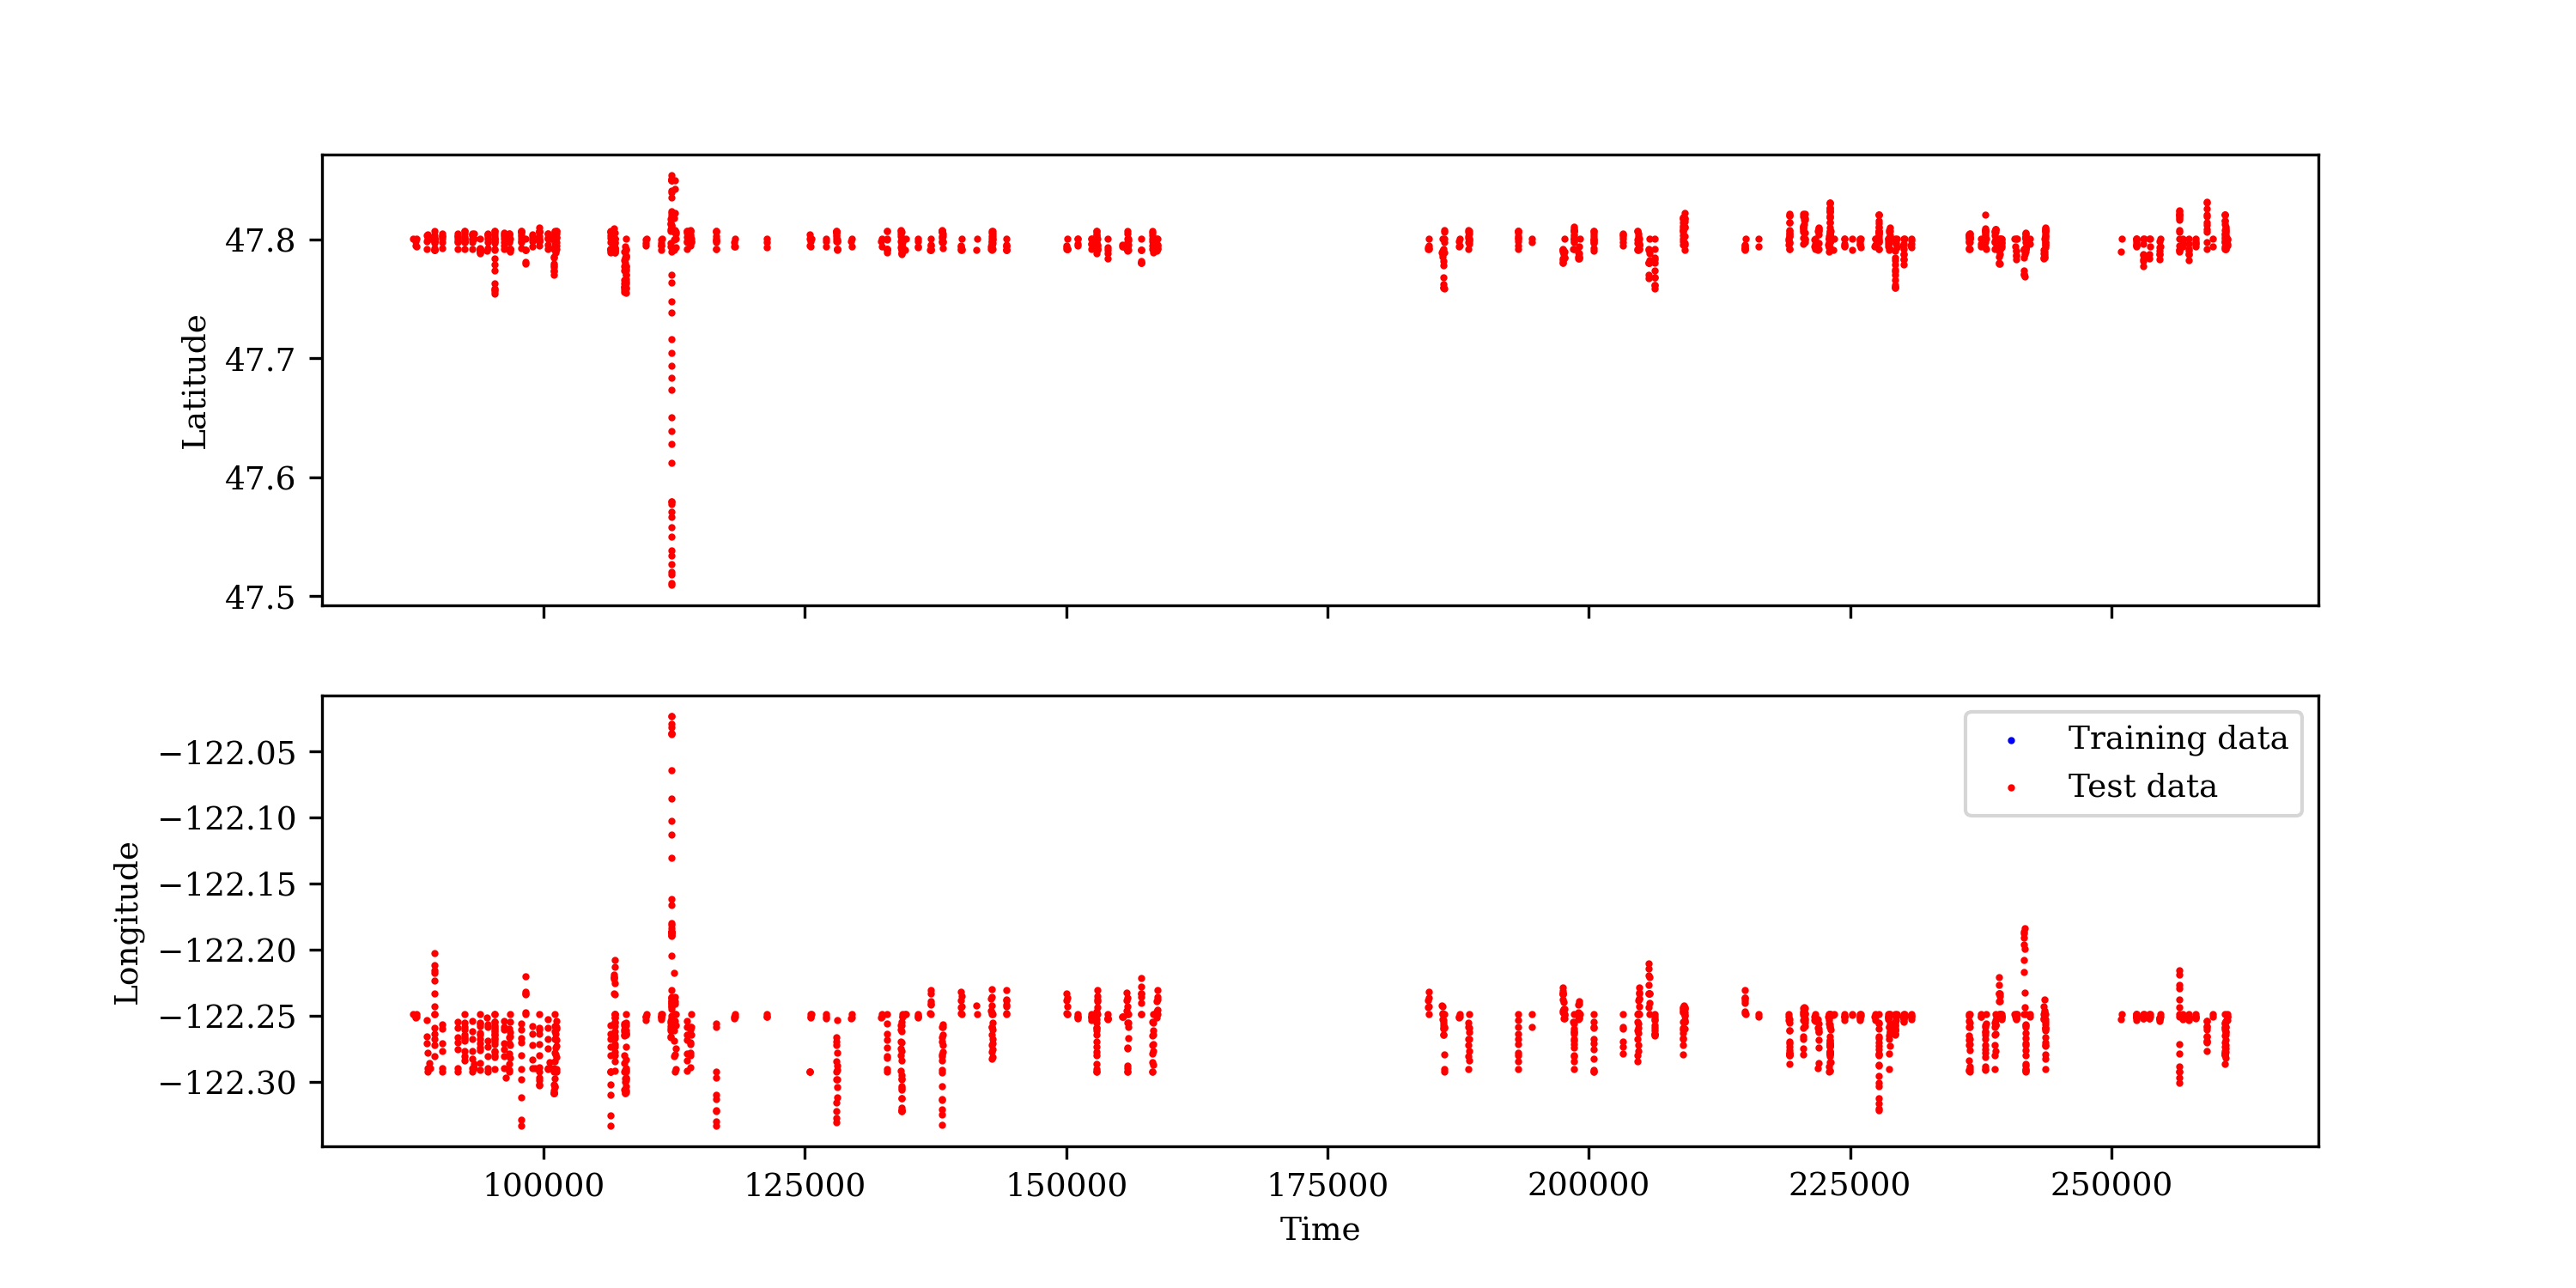 Latitude
47.8
47.7
47.6
47.5
Longitude
−122.05
−122.10
−122.15
−122.20
−122.25
−122.30
Training data
Test data
100000 125000 150000 175000 200000 225000 250000
Time